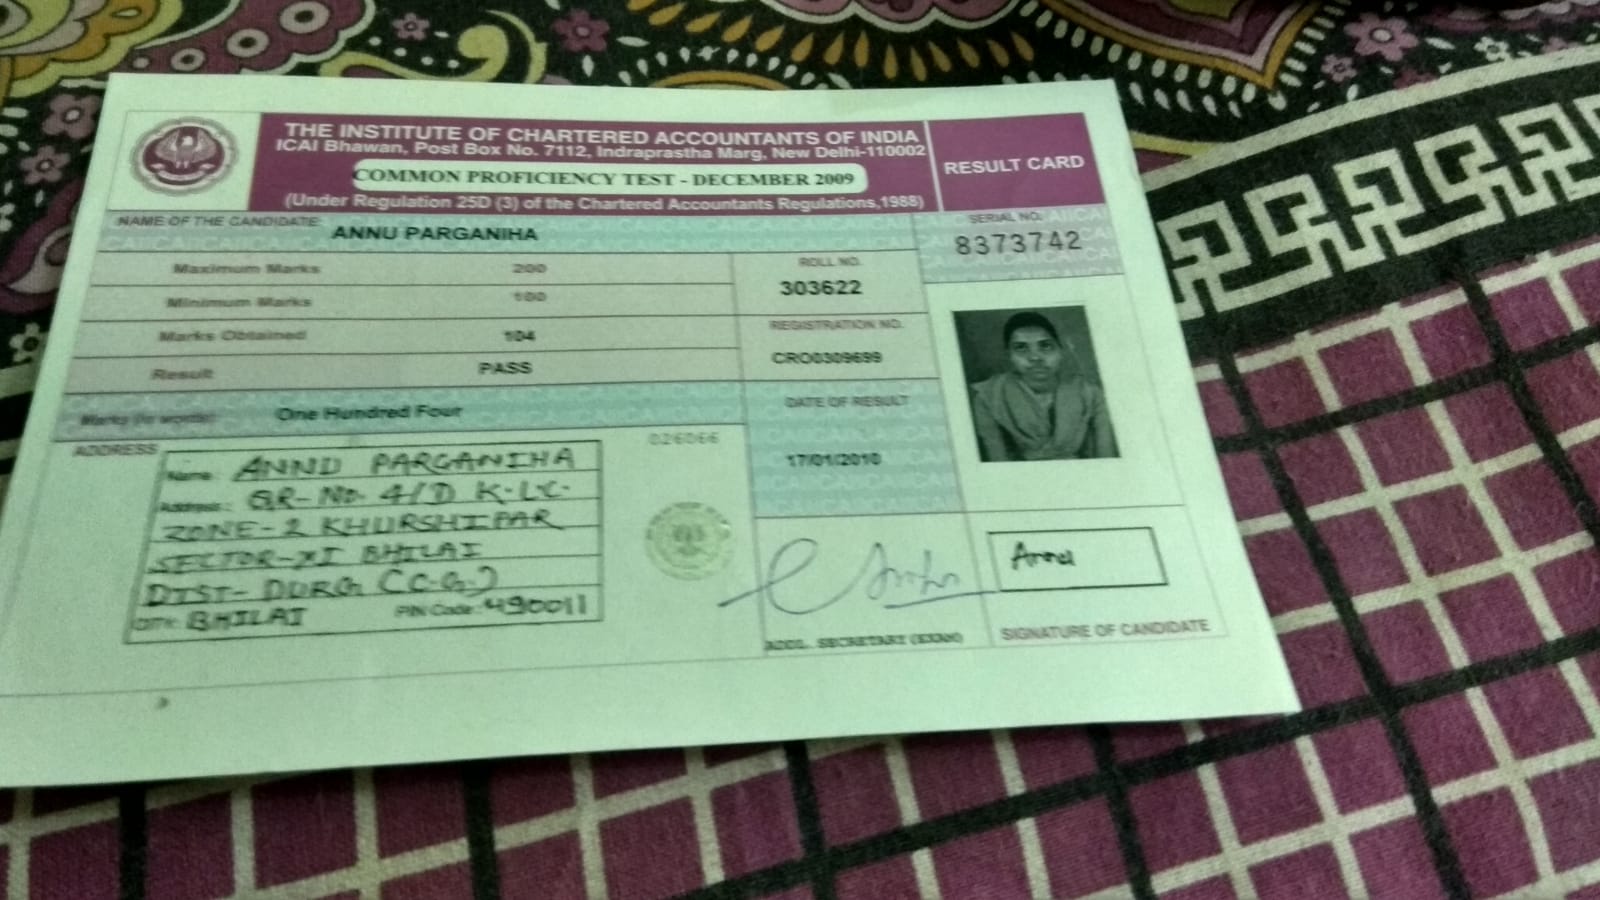 THE INSTITUTE OF CHARTERED ACCOUNTANTS OF INDIA
ICAI Bhawan, Post Box No. 7112, Indraprastha Marg, New Delhi-110002
COMMON PROFICIENCY TEST - DECEMBER 2009
(Under Regulation 25D (3) of the Chartered Accountants Regulations,1988)
RESULT CARD
NAME OF THE CANDIDATE:
ANNU PARGANIHA
SERIAL NO.
8373742
Maximum Marks 200
Minimum Marks 100
Marks Obtained 104
Result PASS
Marks (in words): One Hundred Four
ROLL NO.
303622
REGISTRATION NO.
CRO0309699
DATE OF RESULT
17/01/2010
ADDRESS
026066
Name: ANNU PARGANIHA
Address: QR-No. 4/D K.L.C.
ZONE-2 KHURSHIPAR
SECTOR-XI BHILAI
DIST- DURG (C.G.)
CITY: BHILAI PIN Code: 490011
ADDL. SECRETARY (EXAM)
Annu
SIGNATURE OF CANDIDATE